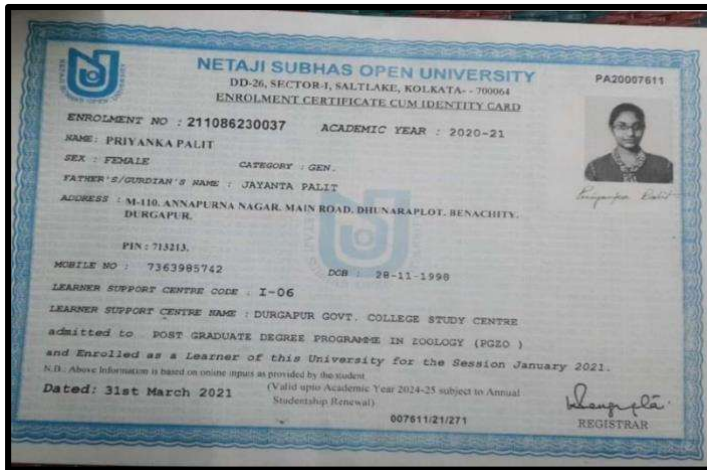 NETAJI SUBHAS OPEN UNIVERSITY
PA20007611
DD-26, SECTOR-I, SALTLAKE, KOLKATA- - 700064
ENROLMENT CERTIFICATE CUM IDENTITY CARD
ENROLMENT NO : 211086230037 ACADEMIC YEAR : 2020-21
NAME: PRIYANKA PALIT
SEX : FEMALE CATEGORY : GEN.
FATHER'S/GURDIAN'S NAME : JAYANTA PALIT
Priyanka Palit
ADDRESS : M-110. ANNAPURNA NAGAR. MAIN ROAD. DHUNARAPLOT. BENACHITY.
DURGAPUR.
PIN : 713213.
MOBILE NO : 7363985742 DOB : 28-11-1998
LEARNER SUPPORT CENTRE CODE : I-06
LEARNER SUPPORT CENTRE NAME : DURGAPUR GOVT. COLLEGE STUDY CENTRE
admitted to POST GRADUATE DEGREE PROGRAMME IN ZOOLOGY (PGZO )
and Enrolled as a Learner of this University for the Session January 2021.
N.B.: Above Information is based on online inputs as provided by the student
Dated: 31st March 2021 (Valid upto Academic Year 2024-25 subject to Annual
Studentship Renewal)
007611/21/271
REGISTRAR